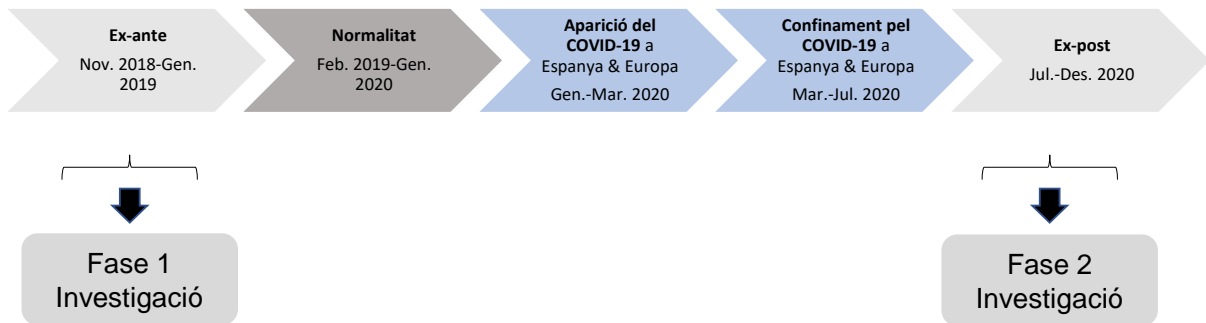 Ex-ante
Nov. 2018-Gen.
2019
Normalitat
Feb. 2019-Gen.
2020
Aparició del
COVID-19 a
Espanya & Europa
Gen.-Mar. 2020
Confinament pel
COVID-19 a
Espanya & Europa
Mar.-Jul. 2020
Ex-post
Jul.-Des. 2020
Fase 1
Investigació
Fase 2
Investigació